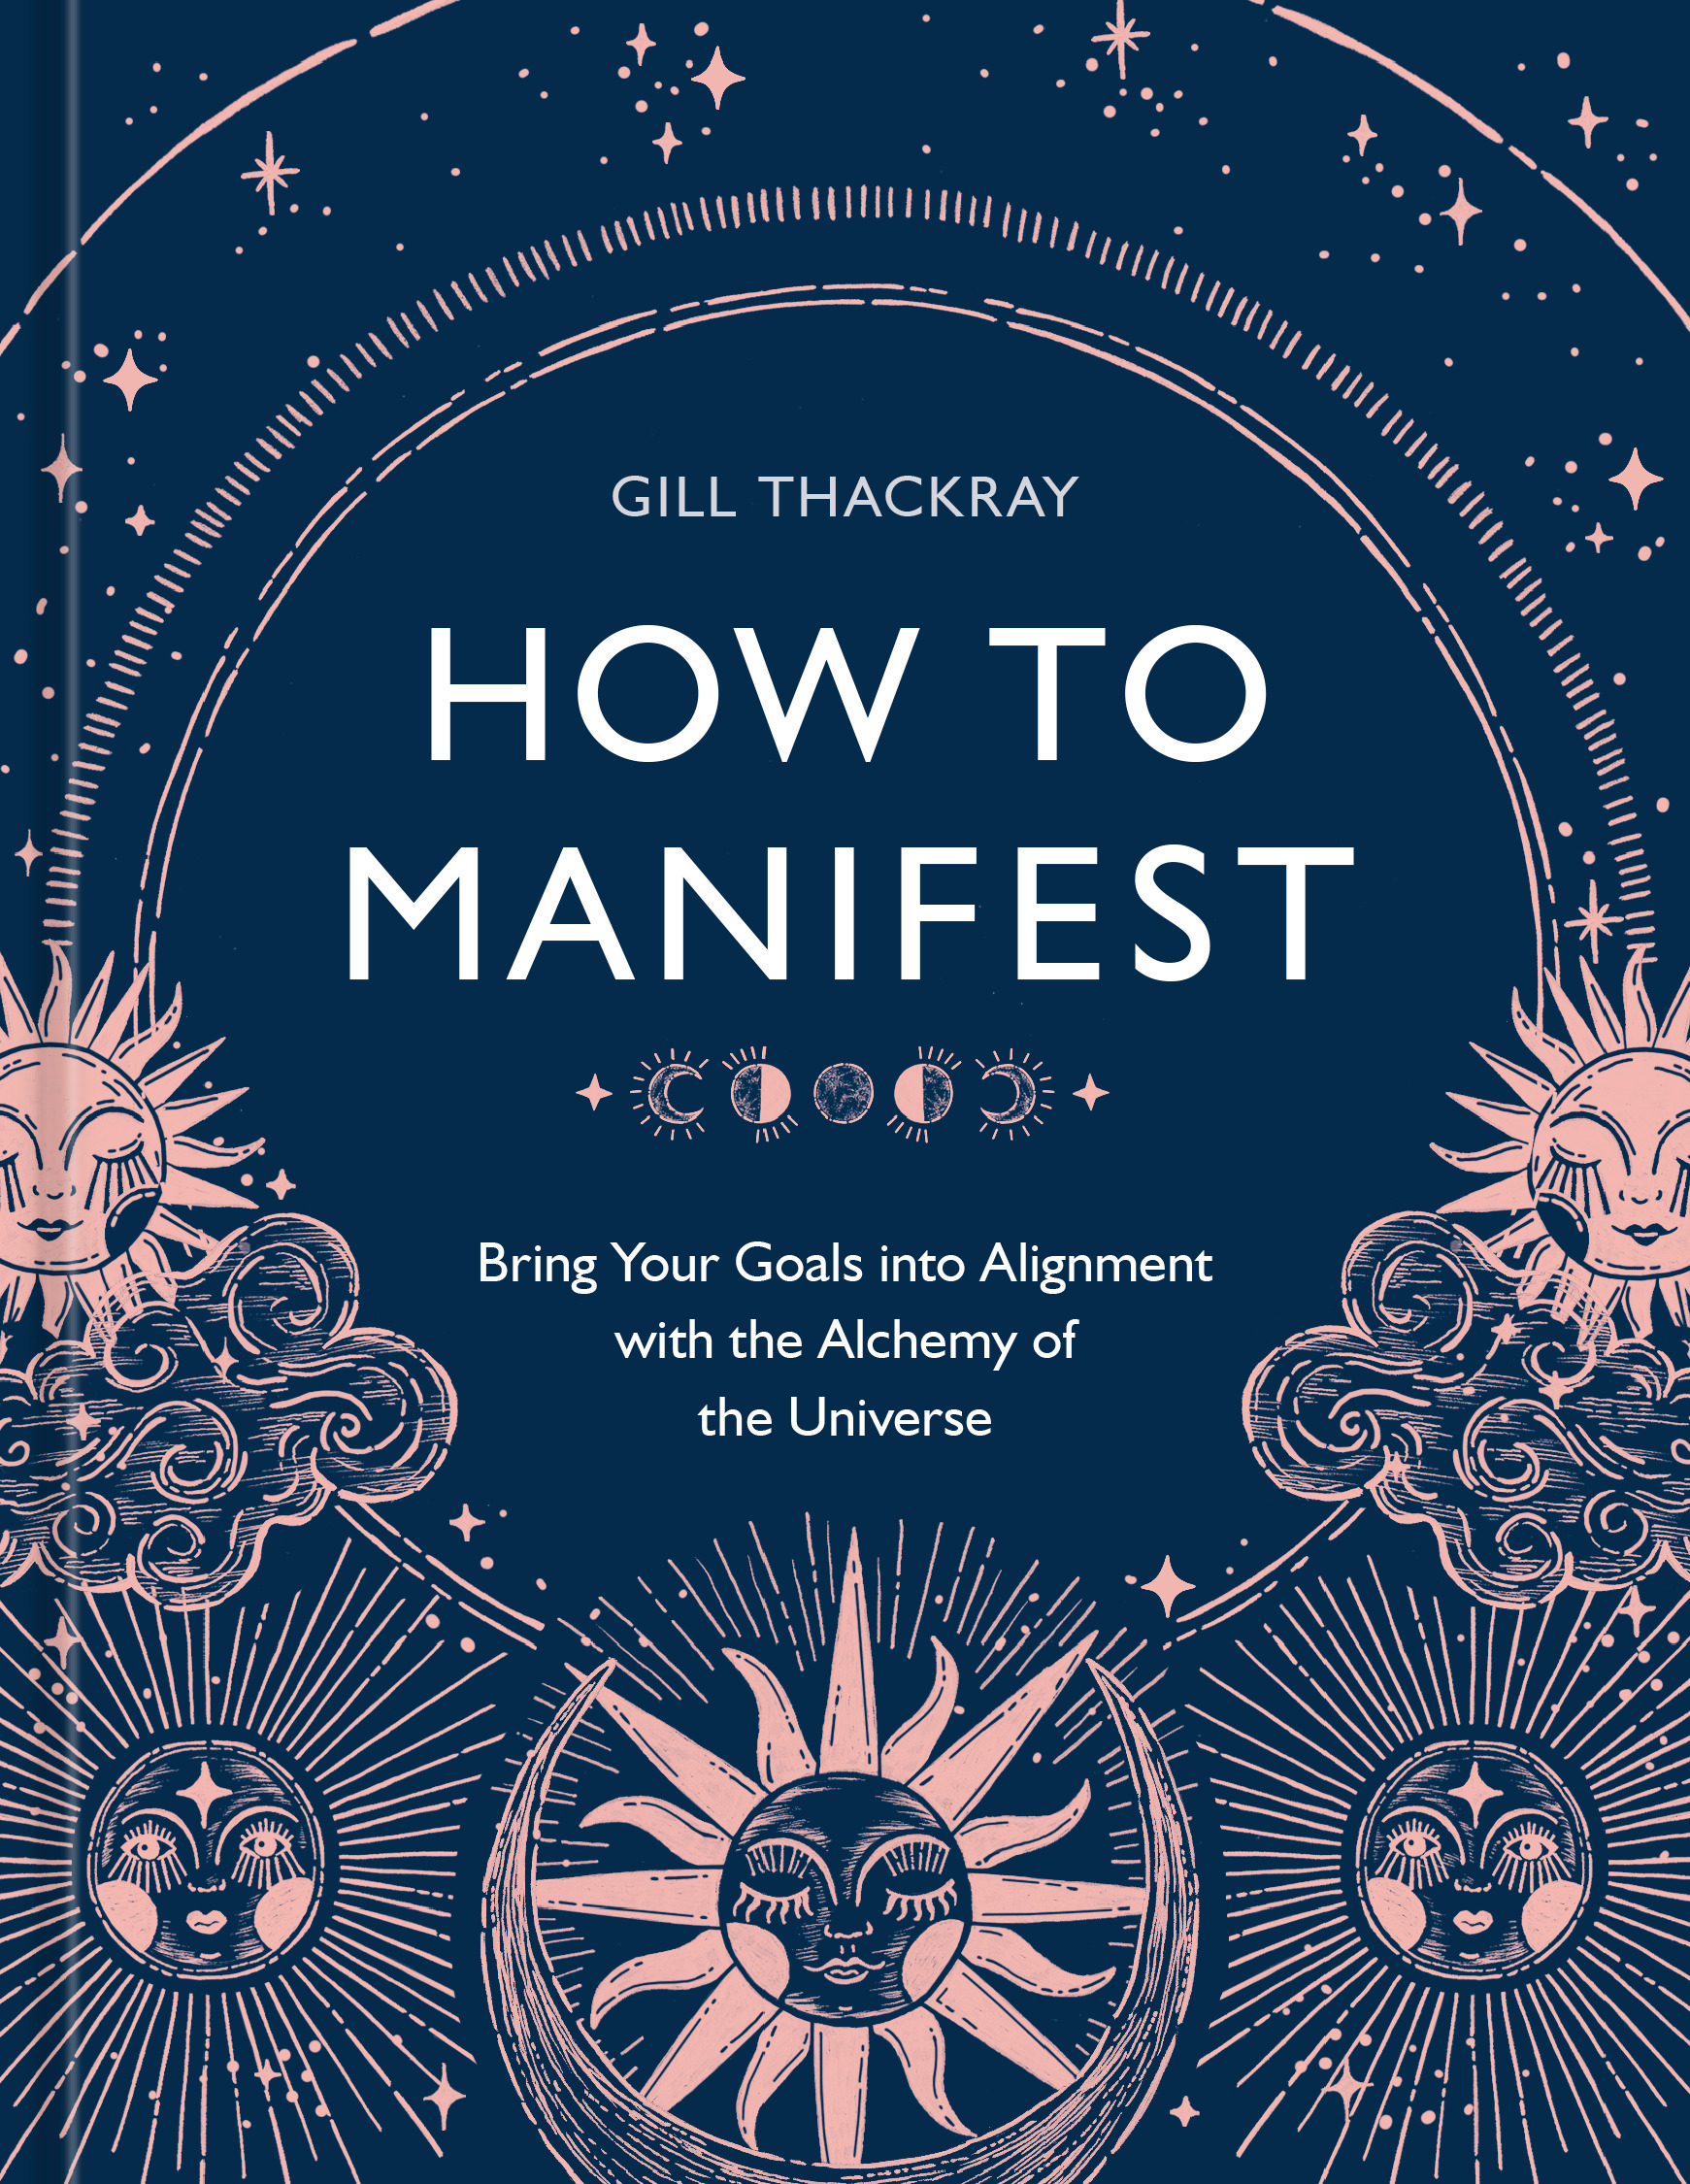 GILL THACKRAY
HOW TO
MANIFEST
Bring Your Goals into Alignment
with the Alchemy of
the Universe